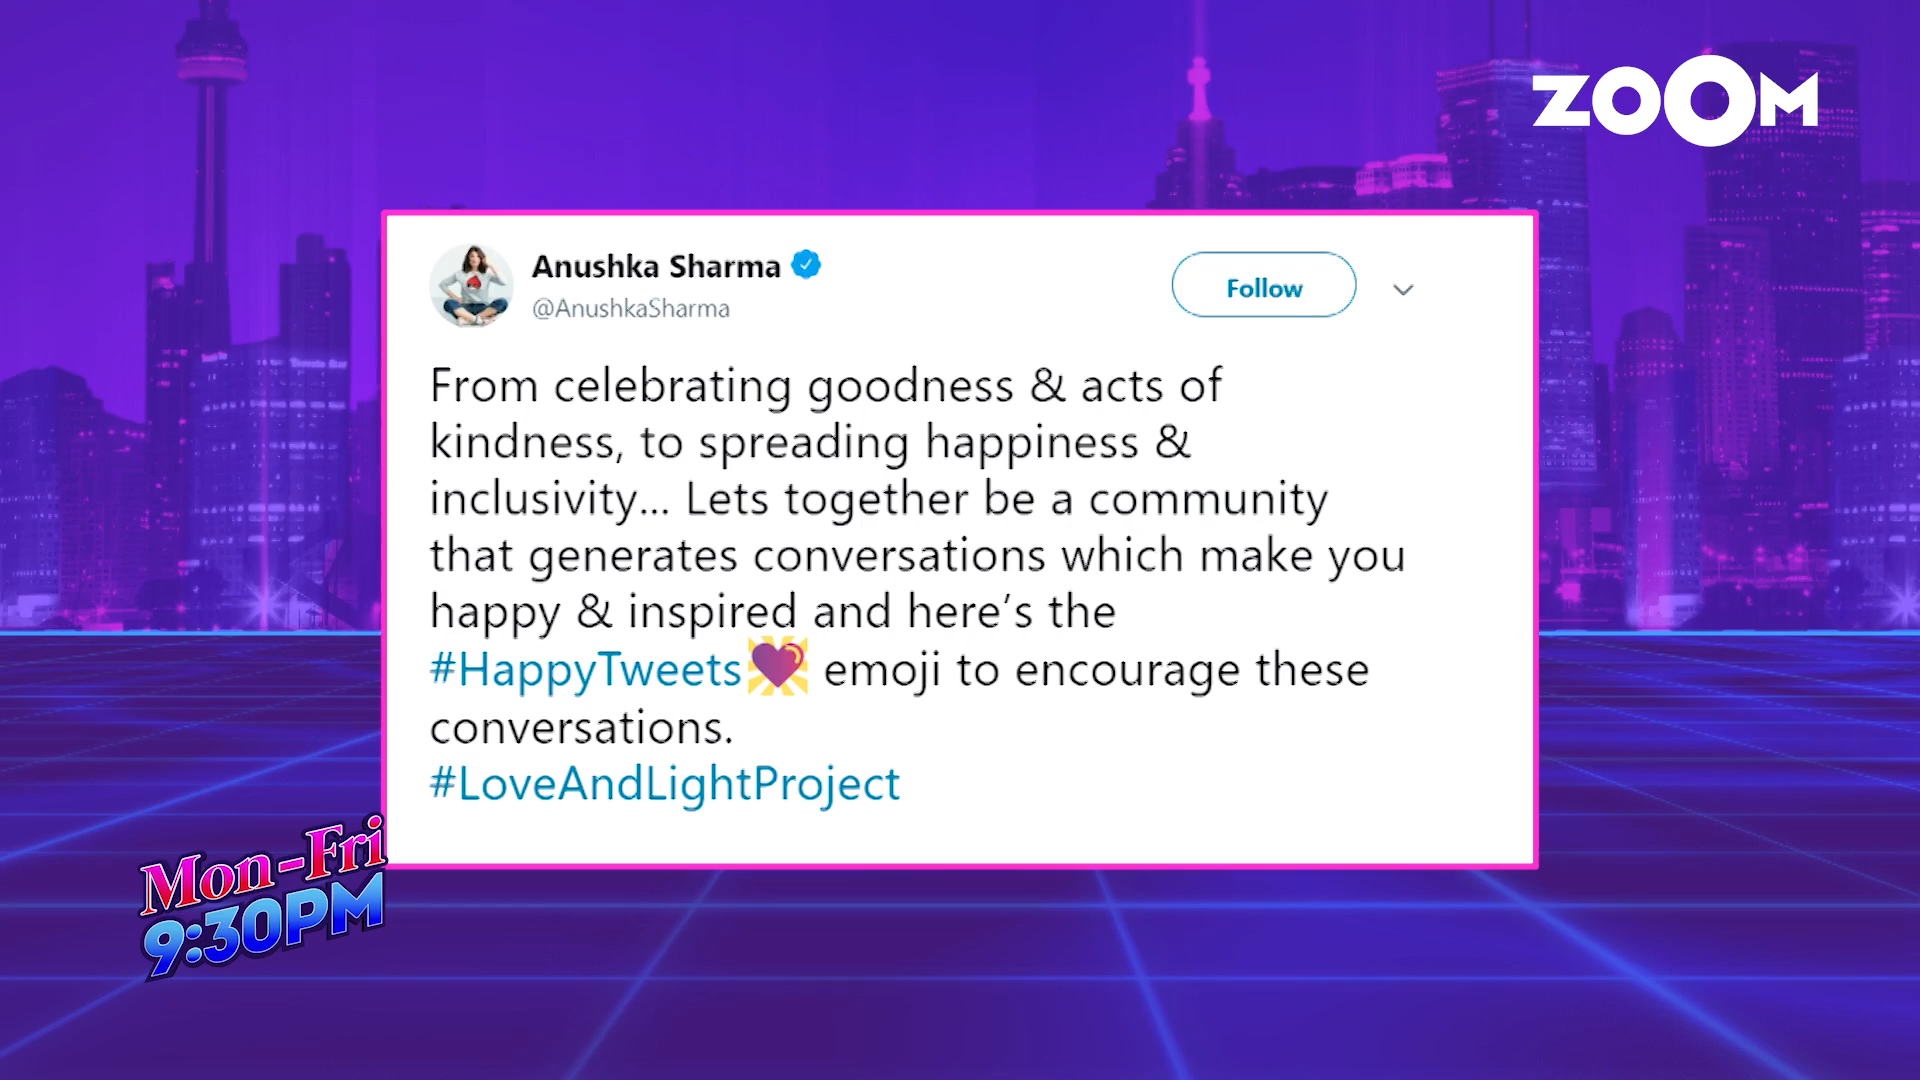 ZOOM
Anushka Sharma
@AnushkaSharma
Follow
From celebrating goodness & acts of
kindness, to spreading happiness &
inclusivity... Lets together be a community
that generates conversations which make you
happy & inspired and here's the
#HappyTweets💜 emoji to encourage these
conversations.
#LoveAndLightProject
Mon-Fri
9:30PM